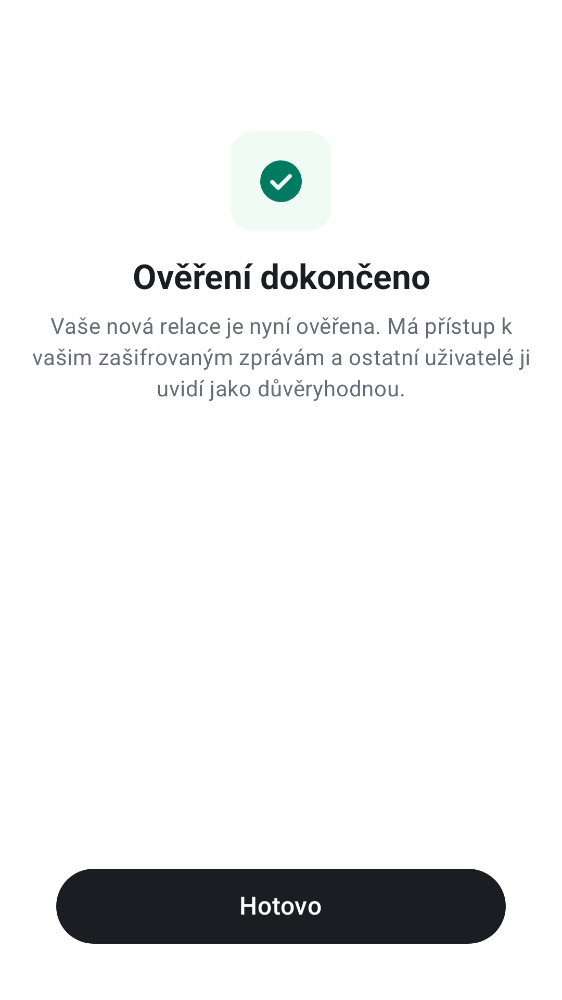 Ověření dokončeno
Vaše nová relace je nyní ověřena. Má přístup k
vašim zašifrovaným zprávám a ostatní uživatelé ji
uvidí jako důvěryhodnou.
Hotovo